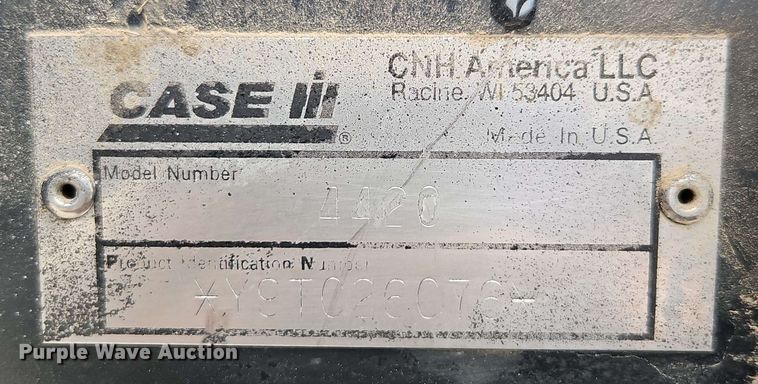 CASE IH
®
CNH America LLC
Racine, WI 53404 U.S.A
Made In U.S.A
Model Number
4420
Product Identification Number
Purple Wave Auction